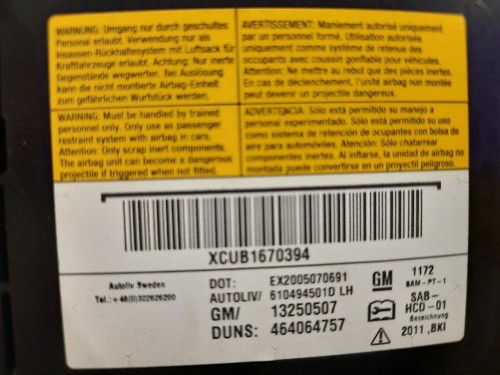 WARNUNG: Umgang nur durch geschultes
Personal erlaubt. Verwendung nur als
Insassen-Rückhaltesystem mit Luftsack für
Kraftfahrzeuge erlaubt. Achtung: Nur inerte
Gegenstände wegwerfen. Bei Auslösung
kann die nicht montierte Airbag-Einheit
zum gefährlichen Wurfstück werden.
AVERTISSEMENT: Maniement autorisé uniquement
par un personnel formé. Utilisation autorisée
uniquement comme système de retenue des
occupants avec coussin gonflable pour véhicules.
Attention: Ne mettre au rebut que des pièces inertes.
En cas de déclenchement, l'unité airbag non montée
peut devenir un projectile dangereux.
WARNING: Must be handled by trained
personnel only. Only use as passenger
restraint system with airbag in cars.
Attention: Only scrap inert components.
The airbag unit can become a dangerous
projectile if triggered when not fitted.
ADVERTENCIA: Sólo está permitido su manejo a
personal experimentado. Sólo está permitido su uso
como sistema de retención de ocupantes con bolsa de
aire para automóviles. Atención: Sólo chatarrear
componentes inertes. Al inflarse, la unidad de airbag no
montada puede convertirse en un proyectil peligroso.
XCUB1670394
Autoliv Sweden
Tel.: +46(0)322626200
DOT: EX2005070691
AUTOLIV/ 610494501D LH
GM/ 13250507
DUNS: 464064757
GM 1172
BAM-PT-1
SAB-
HCD-01
Bezeichnung
2011 ,BKI